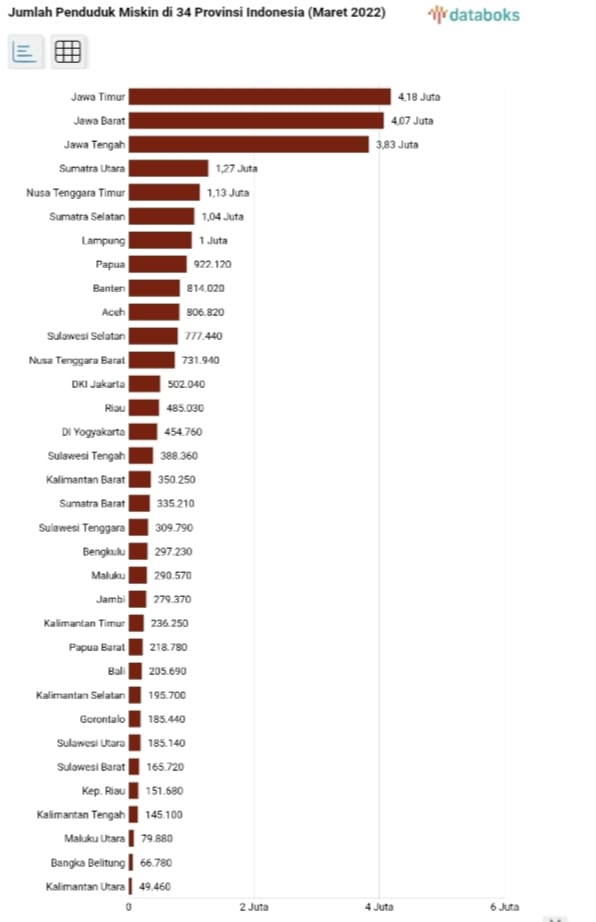 Jumlah Penduduk Miskin di 34 Provinsi Indonesia (Maret 2022)
databoks
Jawa Timur 4,18 Juta
Jawa Barat 4,07 Juta
Jawa Tengah 3,83 Juta
Sumatra Utara 1,27 Juta
Nusa Tenggara Timur 1,13 Juta
Sumatra Selatan 1,04 Juta
Lampung 1 Juta
Papua 922.120
Banten 814.020
Aceh 806.820
Sulawesi Selatan 777.440
Nusa Tenggara Barat 731.940
DKI Jakarta 502.040
Riau 485.030
DI Yogyakarta 454.760
Sulawesi Tengah 388.360
Kalimantan Barat 350.250
Sumatra Barat 335.210
Sulawesi Tenggara 309.790
Bengkulu 297.230
Maluku 290.570
Jambi 279.370
Kalimantan Timur 236.250
Papua Barat 218.780
Bali 205.690
Kalimantan Selatan 195.700
Gorontalo 185.440
Sulawesi Utara 185.140
Sulawesi Barat 165.720
Kep. Riau 151.680
Kalimantan Tengah 145.100
Maluku Utara 79.880
Bangka Belitung 66.780
Kalimantan Utara 49.460
0 2 Juta 4 Juta 6 Juta